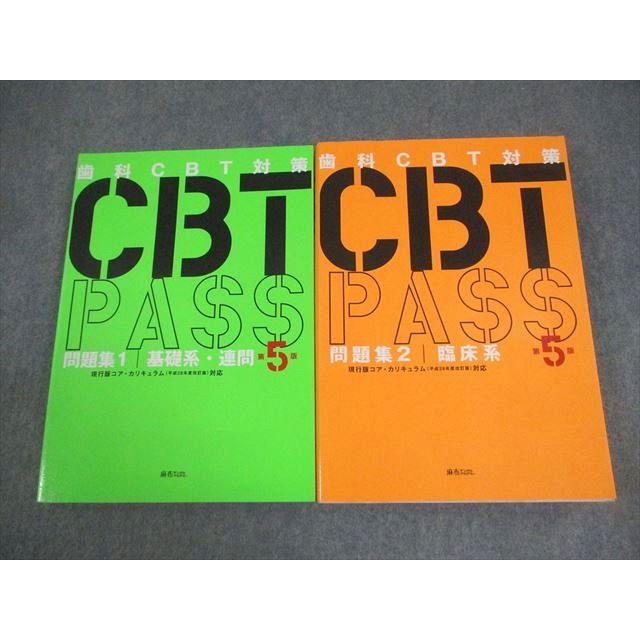 歯科CBT対策
CBT
PASS
問題集1 基礎系・連問 第5版
現行版コア・カリキュラム(平成28年度改訂版)対応
麻布
歯科CBT対策
CBT
PASS
問題集2 臨床系 第5版
現行版コア・カリキュラム(平成28年度改訂版)対応
麻布